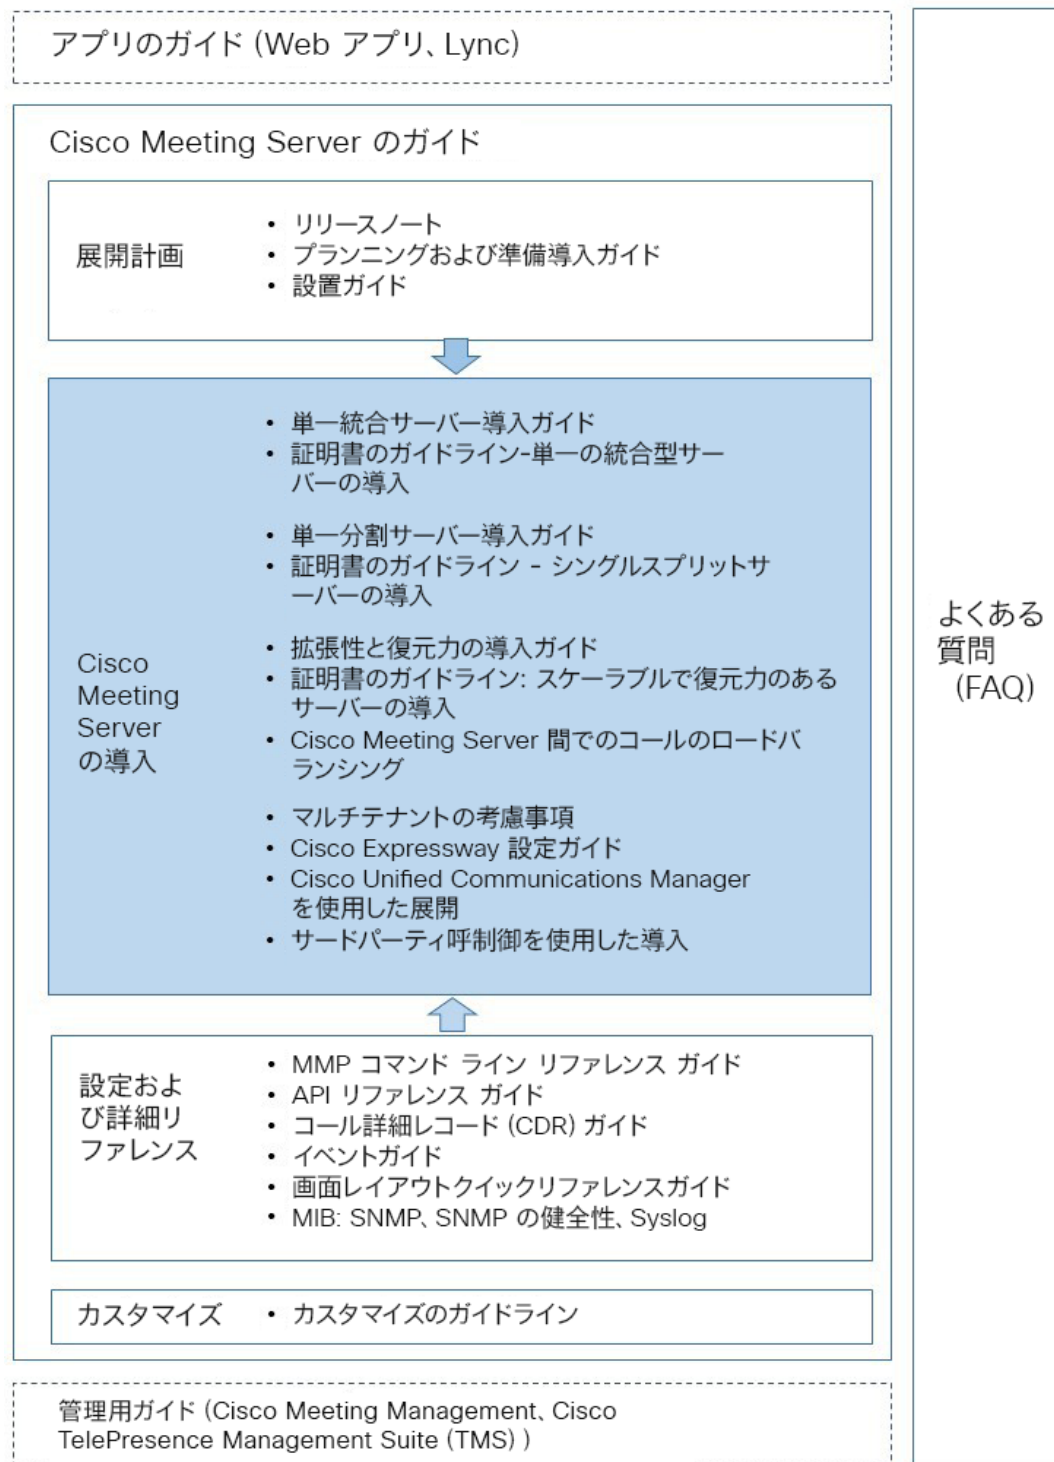 アプリのガイド (Web アプリ、Lync)
Cisco Meeting Server のガイド
展開計画
• リリースノート
• プランニングおよび準備導入ガイド
• 設置ガイド
Cisco
Meeting
Server
の導入
• 単一統合サーバー導入ガイド
• 証明書のガイドライン-単一の統合型サー
バーの導入
• 単一分割サーバー導入ガイド
• 証明書のガイドライン - シングルスプリットサ
ーバーの導入
• 拡張性と復元力の導入ガイド
• 証明書のガイドライン: スケーラブルで復元力のある
サーバーの導入
• Cisco Meeting Server 間でのコールのロードバ
ランシング
• マルチテナントの考慮事項
• Cisco Expressway 設定ガイド
• Cisco Unified Communications Manager
を使用した展開
• サードパーティ呼制御を使用した導入
設定およ
び詳細リ
ファレンス
• MMP コマンド ライン リファレンス ガイド
• API リファレンス ガイド
• コール詳細レコード (CDR) ガイド
• イベントガイド
• 画面レイアウトクイックリファレンスガイド
• MIB: SNMP、SNMP の健全性、Syslog
カスタマイズ
• カスタマイズのガイドライン
管理用ガイド (Cisco Meeting Management、Cisco
TelePresence Management Suite (TMS) )
よくある
質問
(FAQ)